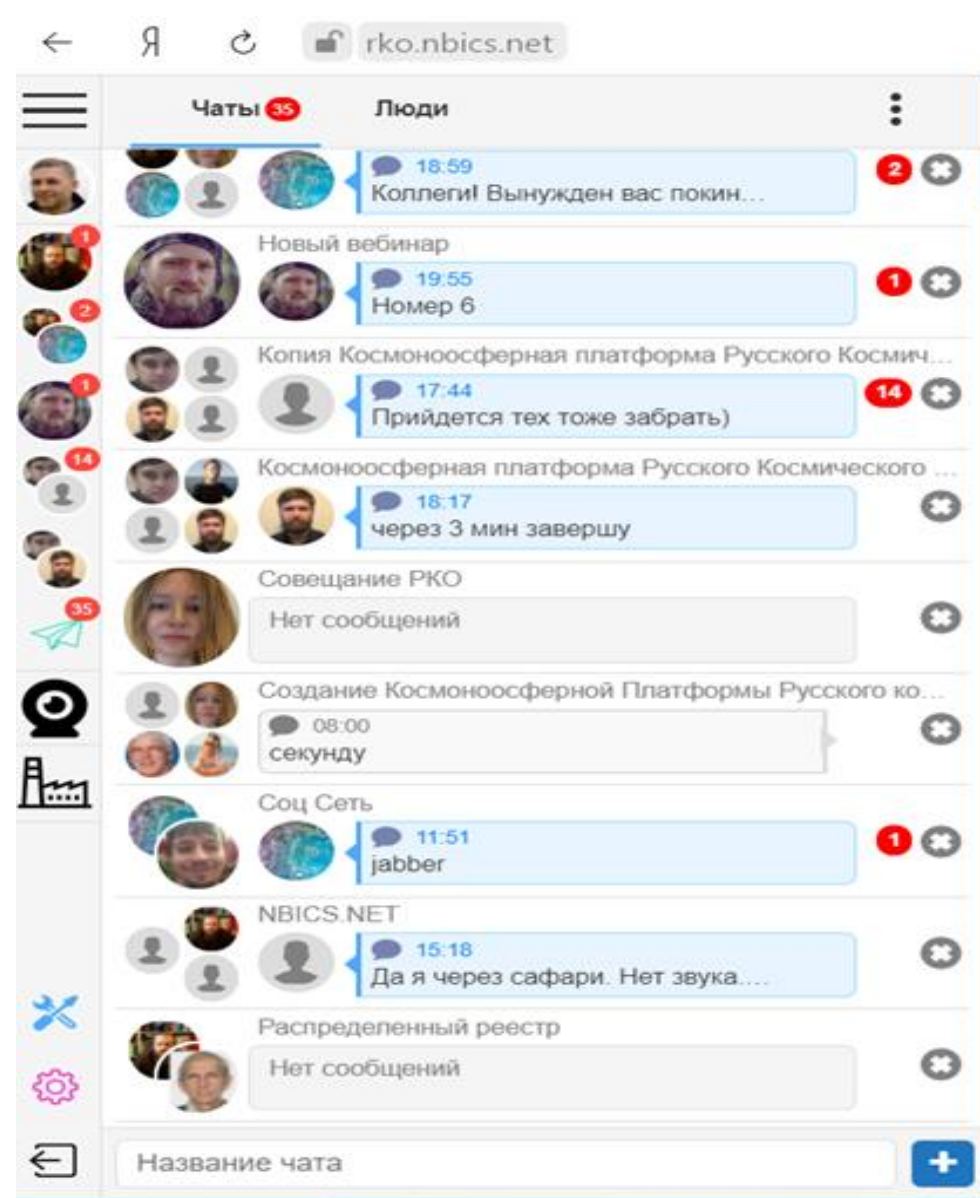 Я rko.nbics.net
Чаты 35 Люди
18:59
Коллеги! Вынужден вас покин... 2
1
Новый вебинар
19:55
Номер 6 1
2
Копия Космоноосферная платформа Русского Космич...
1
17:44
Прийдется тех тоже забрать) 14
14
Космоноосферная платформа Русского Космического ...
18:17
через 3 мин завершу
Совещание РКО
35
Нет сообщений
Создание Космоноосферной Платформы Русского ко...
08:00
секунду
Соц Сеть
11:51
jabber 1
NBICS.NET
15:18
Да я через сафари. Нет звука....
Распределенный реестр
Нет сообщений
Название чата